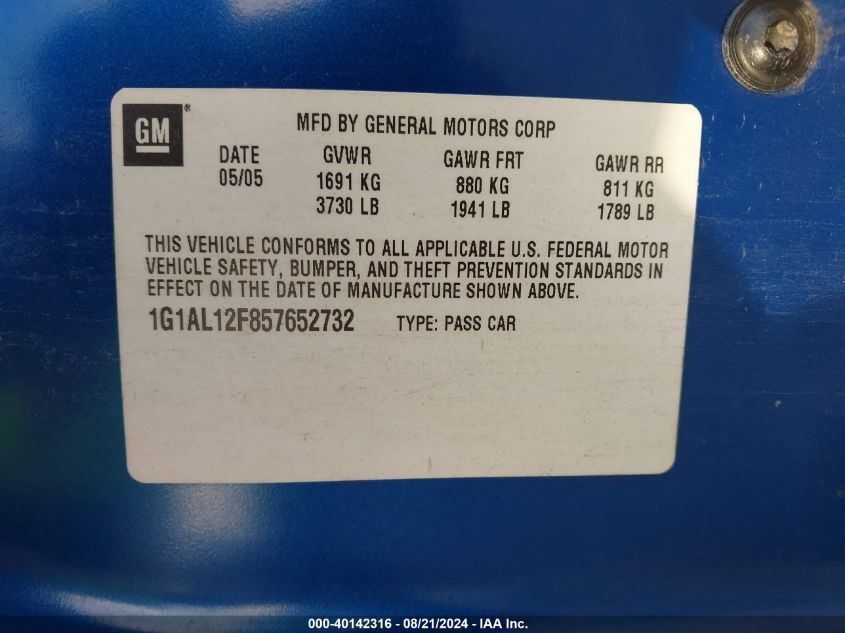 GM®
MFD BY GENERAL MOTORS CORP
DATE GVWR GAWR FRT GAWR RR
05/05 1691 KG 880 KG 811 KG
3730 LB 1941 LB 1789 LB
THIS VEHICLE CONFORMS TO ALL APPLICABLE U.S. FEDERAL MOTOR
VEHICLE SAFETY, BUMPER, AND THEFT PREVENTION STANDARDS IN
EFFECT ON THE DATE OF MANUFACTURE SHOWN ABOVE.
1G1AL12F857652732 TYPE: PASS CAR
000-40142316 - 08/21/2024 - IAA Inc.